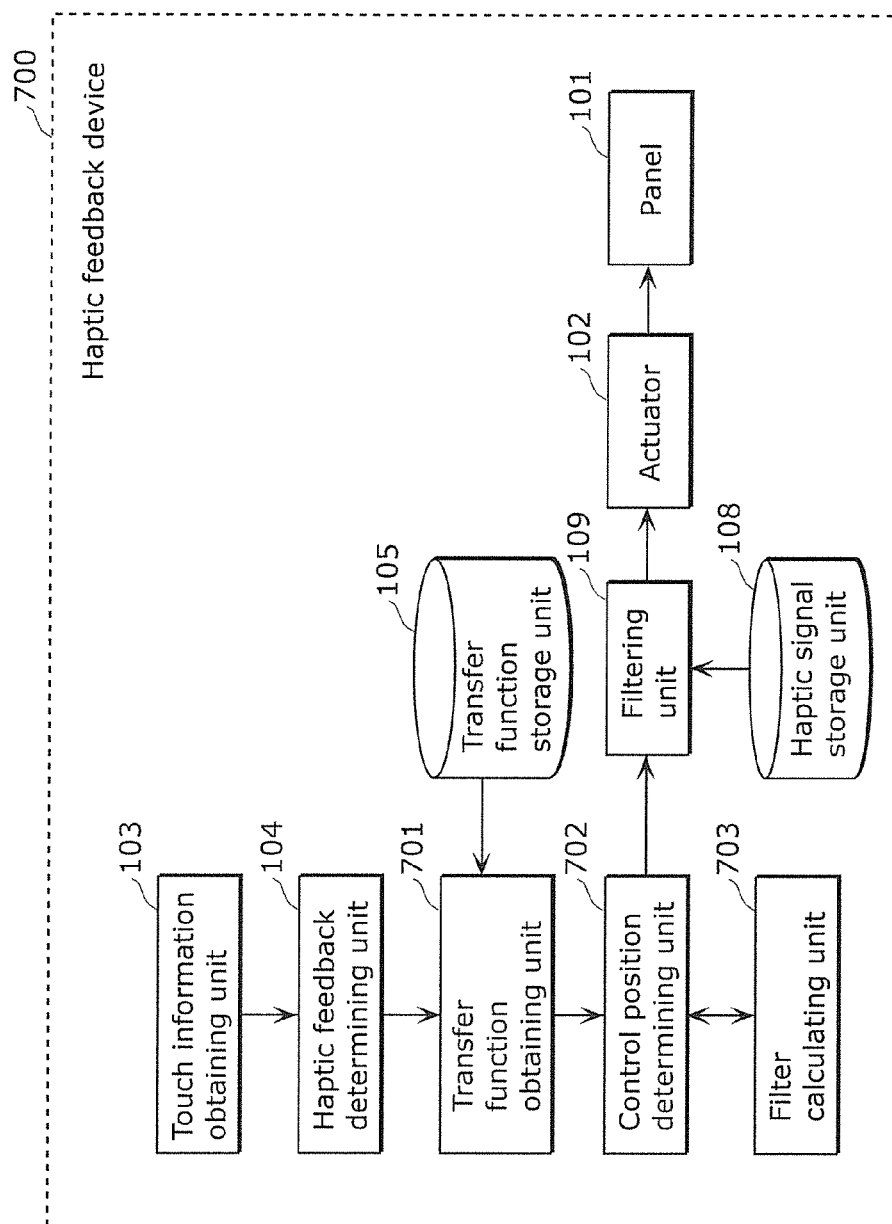 700
Haptic feedback device
103
Touch information
obtaining unit
104
Haptic feedback
determining unit
105
Transfer
function
storage unit
701
Transfer
function
obtaining unit
702
Control position
determining unit
109
Filtering
unit
102
Actuator
101
Panel
703
Filter
calculating unit
108
Haptic signal
storage unit